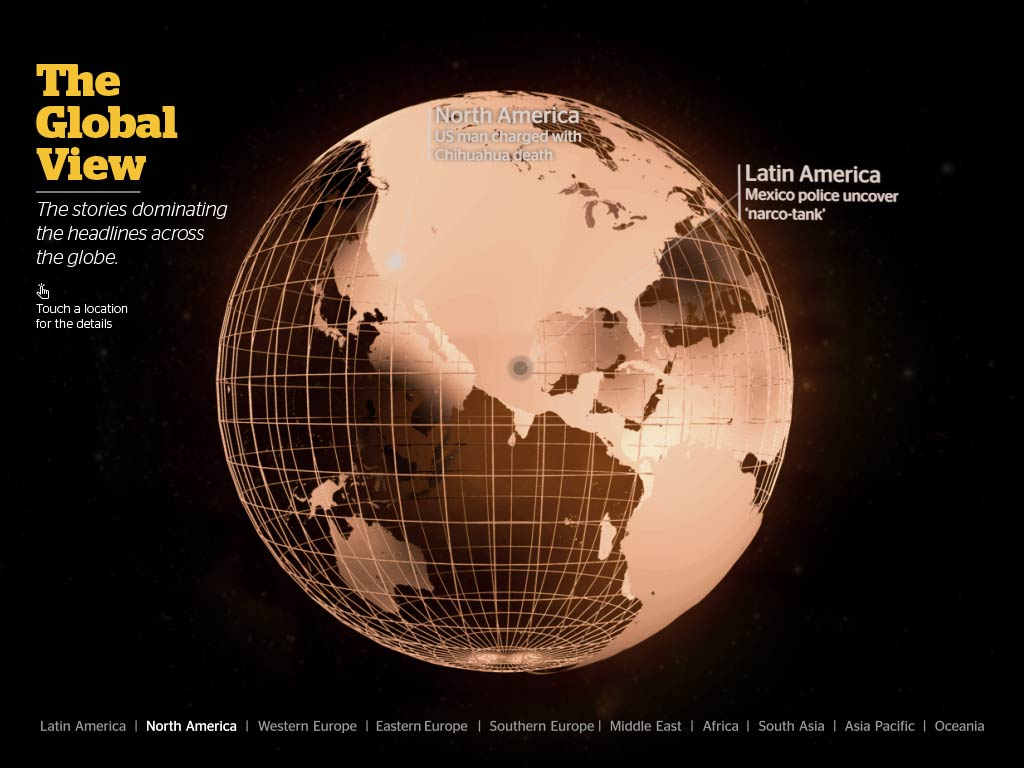 The
Global
View
The stories dominating
the headlines across
the globe.
Touch a location
for the details
North America
US man charged with
Chihuahua death
Latin America
Mexico police uncover
‘narco-tank’
Latin America | North America | Western Europe | Eastern Europe | Southern Europe | Middle East | Africa | South Asia | Asia Pacific | Oceania